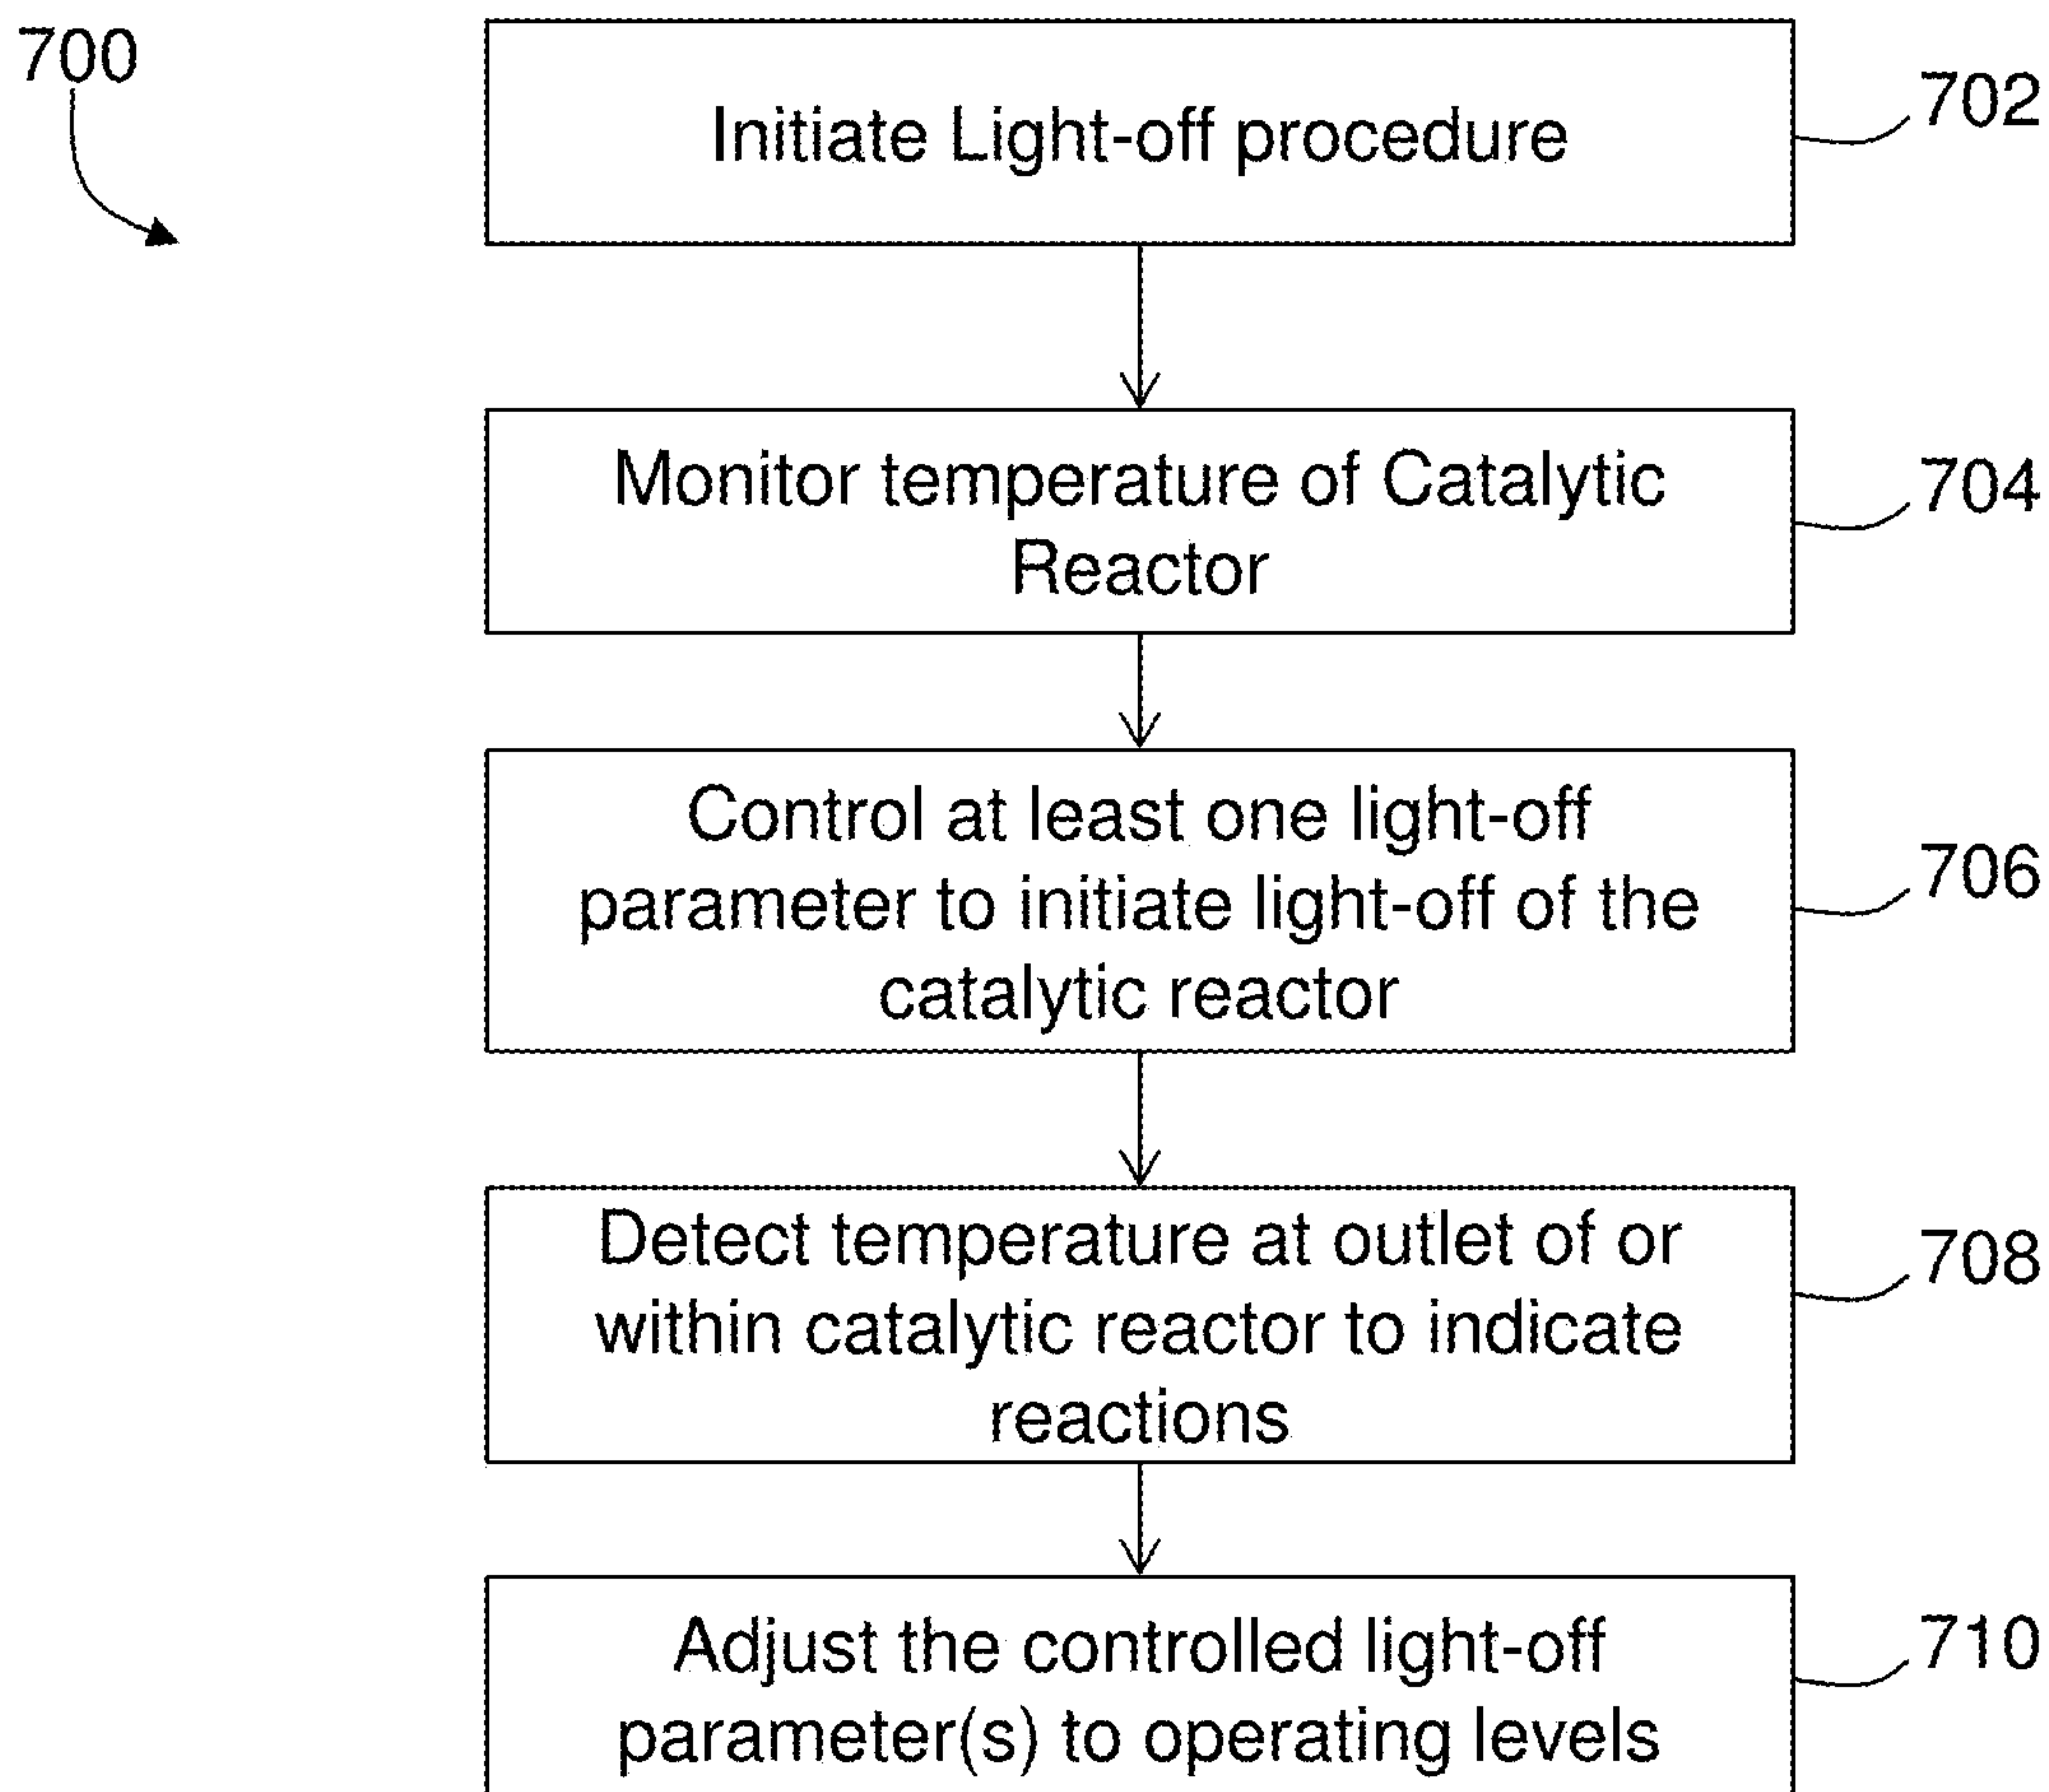 700
Initiate Light-off procedure
702
Monitor temperature of Catalytic
Reactor
704
Control at least one light-off
parameter to initiate light-off of the
catalytic reactor
706
Detect temperature at outlet of or
within catalytic reactor to indicate
reactions
708
Adjust the controlled light-off
parameter(s) to operating levels
710